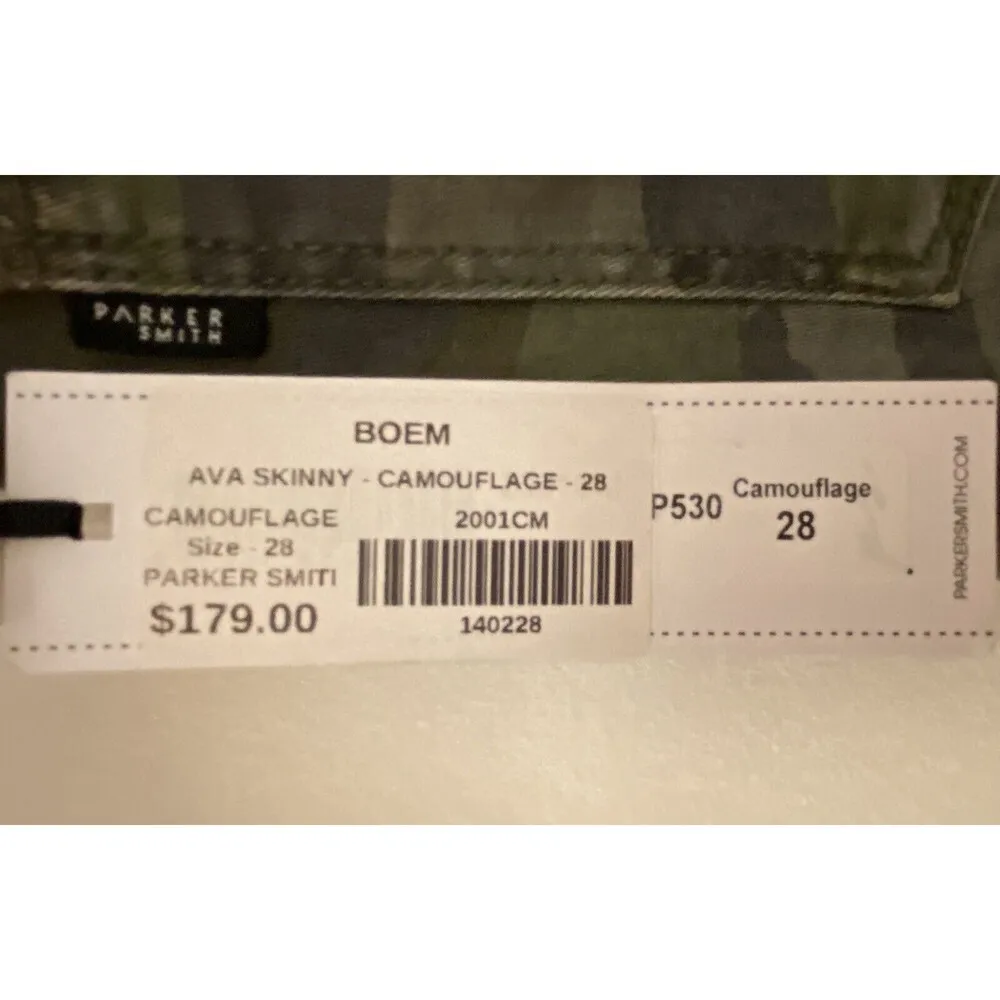 PARKER
SMITH
BOEM
AVA SKINNY - CAMOUFLAGE - 28
CAMOUFLAGE
2001CM
Size - 28
PARKER SMITI
$179.00
140228
P530
Camouflage
28
PARKERSMITH.COM